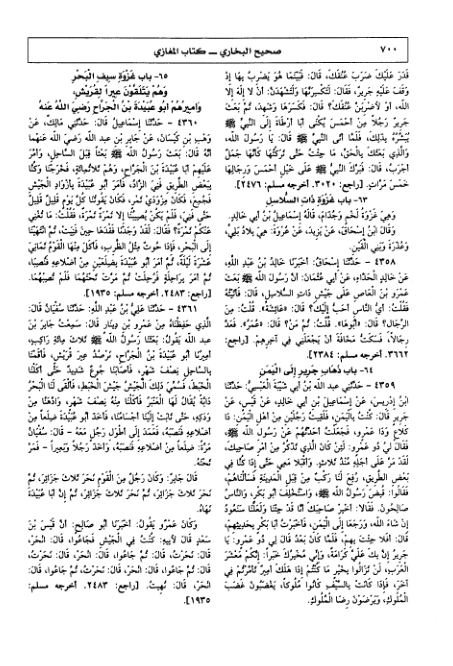 ٧٠٠
صحيح البخاري ــ كتاب المغازي
قَدَرَ عَلَيْكَ ضَرَبَ عُنُقَكَ، قَالَ: فَبَيْنَمَا هُوَ يَضْرِبُ بِهَا إِذْ
وَقَفَ عَلَيْهِ جَرِيرٌ، فَقَالَ: لَتَكْسِرَنَّهَا وَلَتَشْهَدَنَّ: أَنْ لَا إِلٰهَ إِلَّا
اللهُ، أَوْ لَأَضْرِبَنَّ عُنُقَكَ؟ قَالَ: فَكَسَرَهَا وَشَهِدَ، ثُمَّ بَعَثَ
جَرِيرٌ رَجُلًا مِنْ أَحْمَسَ يُكْنَى أَبَا أَرْطَاةَ إِلَى النَّبِيِّ ﷺ
يُبَشِّرُهُ بِذٰلِكَ، فَلَمَّا أَتَى النَّبِيَّ ﷺ قَالَ: يَا رَسُولَ اللهِ،
وَالَّذِي بَعَثَكَ بِالْحَقِّ، مَا جِئْتُ حَتَّى تَرَكْتُهَا كَأَنَّهَا جَمَلٌ
أَجْرَبُ، قَالَ: فَبَرَّكَ النَّبِيُّ ﷺ عَلَى خَيْلِ أَحْمَسَ وَرِجَالِهَا
خَمْسَ مَرَّاتٍ. [راجع: ٣٠٢٠. أخرجه مسلم: ٢٤٧٦].
٦٣- باب غَزْوَةِ ذَاتِ السُّلَاسِلِ
وَهِيَ غَزْوَةُ لَخْمٍ وَجُذَامَ، قَالَهُ إِسْمَاعِيلُ بْنُ أَبِي خَالِدٍ.
وَقَالَ ابْنُ إِسْحَاقَ، عَنْ يَزِيدَ، عَنْ عُرْوَةَ: هِيَ بِلَادُ بَلِيٍّ،
وَعُذْرَةَ وَبَنِي الْقَيْنِ.
٤٣٥٨ - حَدَّثَنَا إِسْحَاقُ: أَخْبَرَنَا خَالِدُ بْنُ عَبْدِ اللهِ،
عَنْ خَالِدٍ الْحَذَّاءِ، عَنْ أَبِي عُثْمَانَ: أَنَّ رَسُولَ اللهِ ﷺ بَعَثَ
عَمْرَو بْنَ الْعَاصِ عَلَى جَيْشِ ذَاتِ السَّلَاسِلِ، قَالَ: فَأَتَيْتُهُ
فَقُلْتُ: أَيُّ النَّاسِ أَحَبُّ إِلَيْكَ؟ قَالَ: «عَائِشَةُ». قُلْتُ: مِنَ
الرِّجَالِ؟ قَالَ: «أَبُوهَا». قُلْتُ: ثُمَّ مَنْ؟ قَالَ: «عُمَرُ». فَعَدَّ
رِجَالًا، فَسَكَتُّ مَخَافَةَ أَنْ يَجْعَلَنِي فِي آخِرِهِمْ. [راجع:
٣٦٦٢. أخرجه مسلم: ٢٣٨٤].
٦٤- باب ذَهَابِ جَرِيرٍ إِلَى الْيَمَنِ
٤٣٥٩ - حَدَّثَنِي عَبْدُ اللهِ بْنُ أَبِي شَيْبَةَ الْعَبْسِيُّ: حَدَّثَنَا
ابْنُ إِدْرِيسَ، عَنْ إِسْمَاعِيلَ بْنِ أَبِي خَالِدٍ، عَنْ قَيْسٍ، عَنْ
جَرِيرٍ قَالَ: كُنْتُ بِالْيَمَنِ، فَلَقِيتُ رَجُلَيْنِ مِنْ أَهْلِ الْيَمَنِ: ذَا
كَلَاعٍ وَذَا عَمْرٍو، فَجَعَلْتُ أُحَدِّثُهُمْ عَنْ رَسُولِ اللهِ ﷺ،
فَقَالَ لِي ذُو عَمْرٍو: لَئِنْ كَانَ الَّذِي تَذْكُرُ مِنْ أَمْرِ صَاحِبِكَ،
لَقَدْ مَرَّ عَلَى أَجَلِهِ مُنْذُ ثَلَاثٍ. وَأَقْبَلَا مَعِي حَتَّى إِذَا كُنَّا فِي
بَعْضِ الطَّرِيقِ، رُفِعَ لَنَا رَكْبٌ مِنْ قِبَلِ الْمَدِينَةِ فَسَأَلْنَاهُمْ،
فَقَالُوا: قُبِضَ رَسُولُ اللهِ ﷺ، وَاسْتُخْلِفَ أَبُو بَكْرٍ، وَالنَّاسُ
صَالِحُونَ. فَقَالَا: أَخْبِرْ صَاحِبَكَ أَنَّا قَدْ جِئْنَا وَلَعَلَّنَا سَنَعُودُ
إِنْ شَاءَ اللهُ، وَرَجَعَا إِلَى الْيَمَنِ، فَأَخْبَرْتُ أَبَا بَكْرٍ بِحَدِيثِهِمْ،
قَالَ: أَفَلَا جِئْتَ بِهِمْ، فَلَمَّا كَانَ بَعْدُ قَالَ لِي ذُو عَمْرٍو: يَا
جَرِيرُ إِنَّ بِكَ عَلَيَّ كَرَامَةً، وَإِنِّي مُخْبِرُكَ خَبَرًا: إِنَّكُمْ مَعْشَرَ
الْعَرَبِ، لَنْ تَزَالُوا بِخَيْرٍ مَا كُنْتُمْ إِذَا هَلَكَ أَمِيرٌ تَأَمَّرْتُمْ فِي
آخَرَ، فَإِذَا كَانَتْ بِالسَّيْفِ كَانُوا مُلُوكًا، يَغْضَبُونَ غَضَبَ
الْمُلُوكِ، وَيَرْضَوْنَ رِضَا الْمُلُوكِ.
٦٥- باب غَزْوَةِ سِيفِ الْبَحْرِ
وَهُمْ يَتَلَقَّوْنَ عِيراً لِقُرَيْشٍ،
وَأَمِيرُهُمْ أَبُو عُبَيْدَةَ بْنُ الْجَرَّاحِ رَضِيَ اللَّهُ عَنْهُ
٤٣٦٠ - حَدَّثَنَا إِسْمَاعِيلُ قَالَ: حَدَّثَنِي مَالِكٌ، عَنْ
وَهْبِ بْنِ كَيْسَانَ، عَنْ جَابِرِ بْنِ عَبْدِ اللهِ رَضِيَ اللهُ عَنْهُمَا
أَنَّهُ قَالَ: بَعَثَ رَسُولُ اللهِ ﷺ بَعْثًا قِبَلَ السَّاحِلِ، وَأَمَّرَ
عَلَيْهِمْ أَبَا عُبَيْدَةَ بْنَ الْجَرَّاحِ، وَهُمْ ثَلَاثُمِائَةٍ، فَخَرَجْنَا وَكُنَّا
بِبَعْضِ الطَّرِيقِ فَنِيَ الزَّادُ، فَأَمَرَ أَبُو عُبَيْدَةَ بِأَزْوَادِ الْجَيْشِ
فَجُمِعَ، فَكَانَ مِزْوَدَيْ تَمْرٍ، فَكَانَ يَقُوتُنَا كُلَّ يَوْمٍ قَلِيلٌ قَلِيلٌ
حَتَّى فَنِيَ، فَلَمْ يَكُنْ يُصِيبُنَا إِلَّا تَمْرَةٌ تَمْرَةٌ، فَقُلْتُ: مَا تُغْنِي
عَنْكُمْ تَمْرَةٌ؟ فَقَالَ: لَقَدْ وَجَدْنَا فَقْدَهَا حِينَ فَنِيَتْ، ثُمَّ انْتَهَيْنَا
إِلَى الْبَحْرِ، فَإِذَا حُوتٌ مِثْلُ الظَّرِبِ، فَأَكَلَ مِنْهَا الْقَوْمُ ثَمَانِيَ
عَشْرَةَ لَيْلَةً، ثُمَّ أَمَرَ أَبُو عُبَيْدَةَ بِضِلَعَيْنِ مِنْ أَضْلَاعِهِ فَنُصِبَا،
ثُمَّ أَمَرَ بِرَاحِلَةٍ فَرُحِلَتْ ثُمَّ مَرَّتْ تَحْتَهُمَا فَلَمْ تُصِبْهُمَا.
[راجع: ٢٤٨٣. أخرجه مسلم: ١٩٣٥].
٤٣٦١ - حَدَّثَنَا عَلِيُّ بْنُ عَبْدِ اللهِ: حَدَّثَنَا سُفْيَانُ قَالَ:
الَّذِي حَفِظْنَاهُ مِنْ عَمْرِو بْنِ دِينَارٍ قَالَ: سَمِعْتُ جَابِرَ بْنَ
عَبْدِ اللهِ يَقُولُ: بَعَثَنَا رَسُولُ اللهِ ﷺ ثَلَاثَ مِائَةِ رَاكِبٍ،
أَمِيرُنَا أَبُو عُبَيْدَةَ بْنُ الْجَرَّاحِ، نَرْصُدُ عِيرَ قُرَيْشٍ، فَأَقَمْنَا
بِالسَّاحِلِ نِصْفَ شَهْرٍ، فَأَصَابَنَا جُوعٌ شَدِيدٌ حَتَّى أَكَلْنَا
الْخَبَطَ، فَسُمِّيَ ذٰلِكَ الْجَيْشُ جَيْشَ الْخَبَطِ، فَأَلْقَى لَنَا الْبَحْرُ
دَابَّةً يُقَالُ لَهَا الْعَنْبَرُ فَأَكَلْنَا مِنْهُ نِصْفَ شَهْرٍ، وَادَّهَنَّا مِنْ
وَدَكِهِ، حَتَّى ثَابَتْ إِلَيْنَا أَجْسَامُنَا، فَأَخَذَ أَبُو عُبَيْدَةَ ضِلَعًا مِنْ
أَضْلَاعِهِ فَنَصَبَهُ، فَعَمَدَ إِلَى أَطْوَلِ رَجُلٍ مَعَهُ - قَالَ سُفْيَانُ
مَرَّةً: ضِلَعاً مِنْ أَضْلَاعِهِ فَنَصَبَهُ، وَأَخَذَ رَجُلًا وَبَعِيراً - فَمَرَّ
تَحْتَهُ.
قَالَ جَابِرٌ: وَكَانَ رَجُلٌ مِنَ الْقَوْمِ نَحَرَ ثَلَاثَ جَزَائِرَ، ثُمَّ
نَحَرَ ثَلَاثَ جَزَائِرَ، ثُمَّ نَحَرَ ثَلَاثَ جَزَائِرَ، ثُمَّ إِنَّ أَبَا عُبَيْدَةَ
نَهَاهُ.
وَكَانَ عَمْرٌو يَقُولُ: أَخْبَرَنَا أَبُو صَالِحٍ: أَنَّ قَيْسَ بْنَ
سَعْدٍ قَالَ لِأَبِيهِ: كُنْتُ فِي الْجَيْشِ فَجَاعُوا، قَالَ: انْحَرْ،
قَالَ: نَحَرْتُ، قَالَ: ثُمَّ جَاعُوا، قَالَ: انْحَرْ، قَالَ: نَحَرْتُ،
قَالَ: ثُمَّ جَاعُوا، قَالَ: انْحَرْ، قَالَ: نَحَرْتُ، ثُمَّ جَاعُوا، قَالَ:
انْحَرْ، قَالَ: نُهِيتُ. [راجع: ٢٤٨٣. أخرجه مسلم:
١٩٣٥].